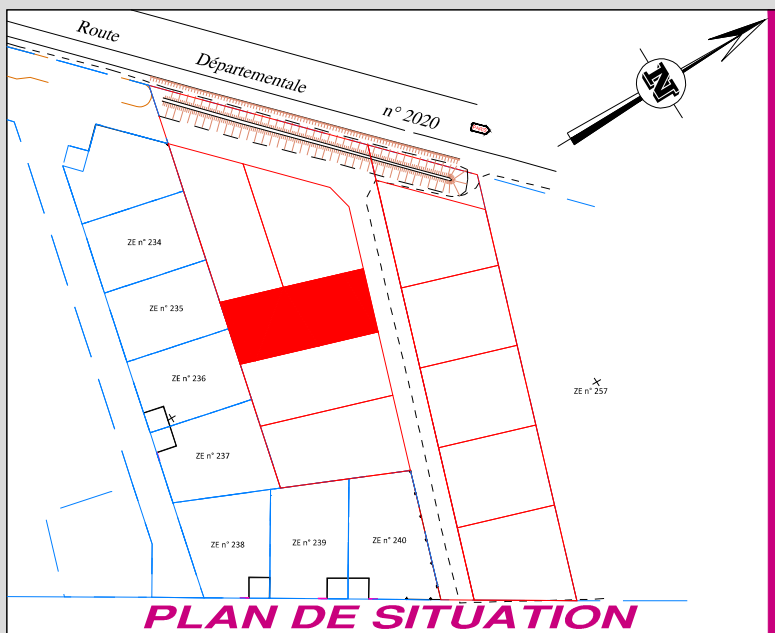 Route
Départementale
n° 2020
N
ZE n° 234
ZE n° 235
ZE n° 236
ZE n° 237
ZE n° 257
ZE n° 238
ZE n° 239
ZE n° 240
PLAN DE SITUATION